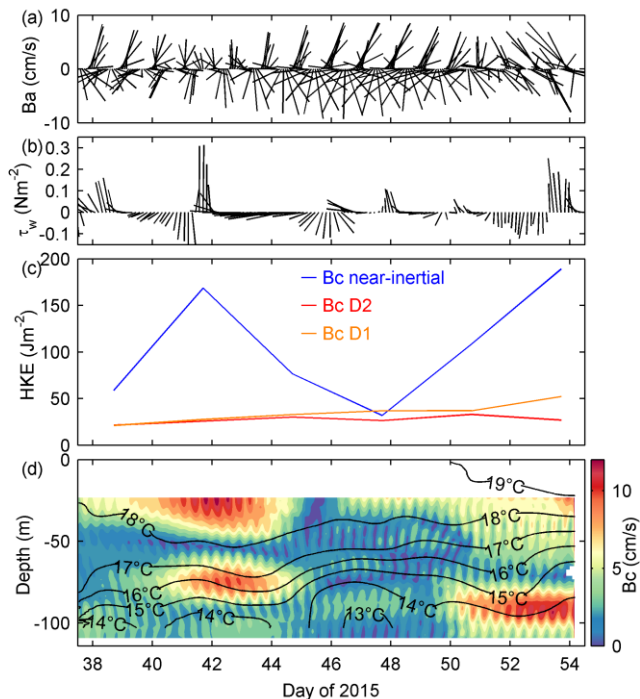 (a)
Ba (cm/s)
10
0
-10
(b)
τw (Nm-2)
0.3
0.2
0.1
0
-0.1
(c)
HKE (Jm-2)
200
150
100
50
0
Bc near-inertial
Bc D2
Bc D1
(d)
Depth (m)
0
-50
-100
19°C
18°C
18°C
17°C
17°C
16°C
16°C
15°C
15°C
14°C
14°C
13°C
14°C
10
5
0
Bc (cm/s)
38 40 42 44 46 48 50 52 54
Day of 2015